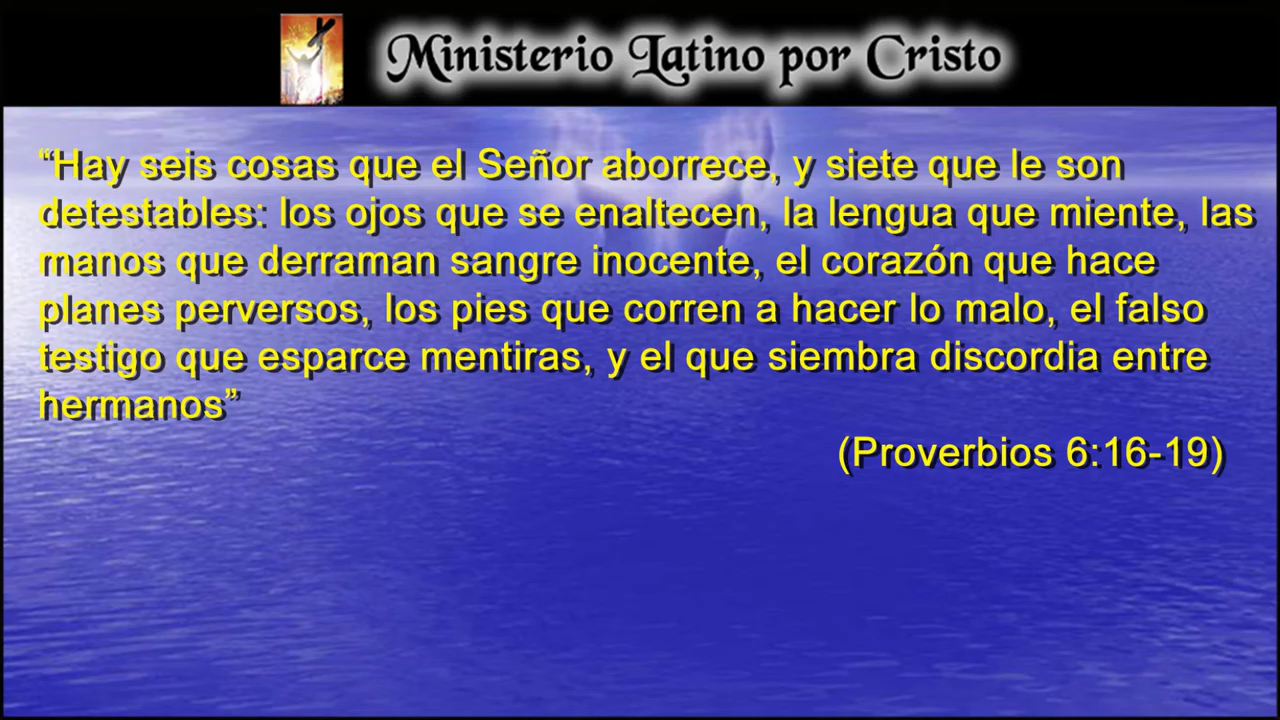 Ministerio Latino por Cristo
“Hay seis cosas que el Señor aborrece, y siete que le son
detestables: los ojos que se enaltecen, la lengua que miente, las
manos que derraman sangre inocente, el corazón que hace
planes perversos, los pies que corren a hacer lo malo, el falso
testigo que esparce mentiras, y el que siembra discordia entre
hermanos”
(Proverbios 6:16-19)